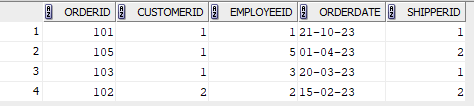 ORDERID CUSTOMERID EMPLOYEEID ORDERDATE SHIPPERID
1 101 1 1 21-10-23 1
2 105 1 5 01-04-23 2
3 103 1 3 20-03-23 1
4 102 2 2 15-02-23 2